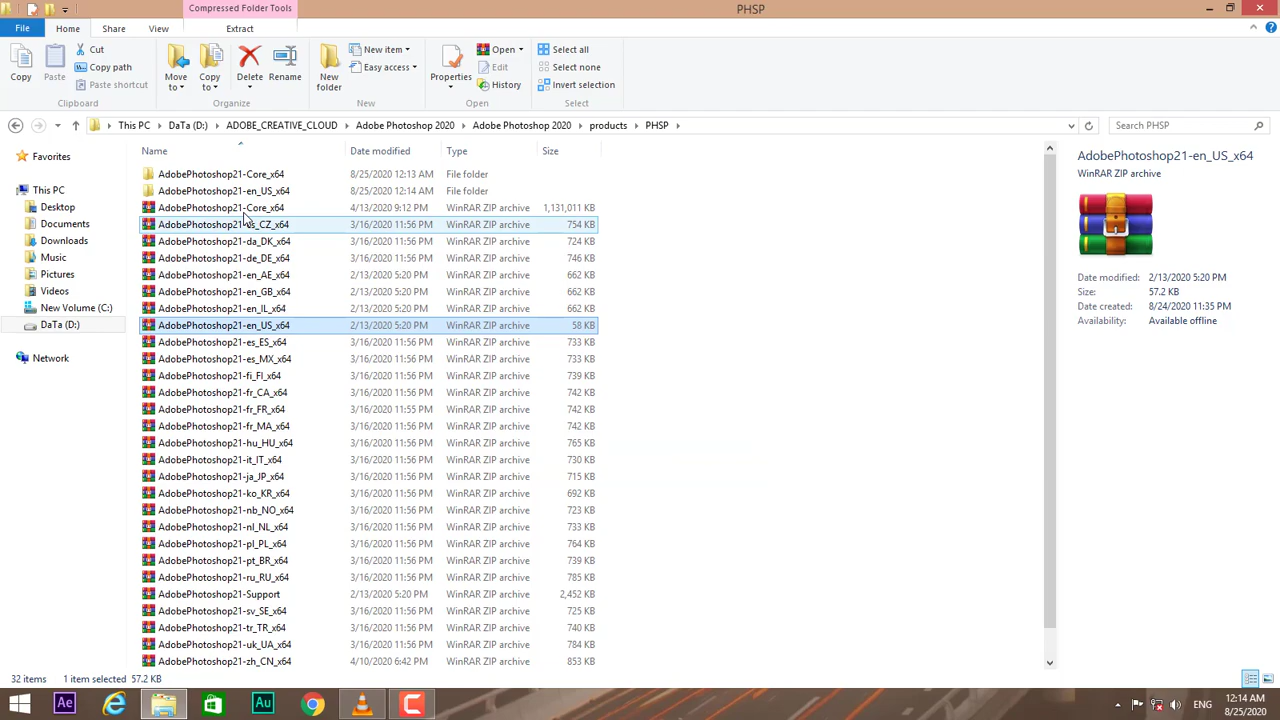 Compressed Folder Tools
PHSP
File Home Share View Extract
Copy
Paste
Cut
Copy path
Paste shortcut
Clipboard
Move to
Copy to
Delete
Rename
Organize
New folder
New item
Easy access
New
Properties
Open
Edit
History
Open
Select all
Select none
Invert selection
Select
This PC DaTa (D:) ADOBE_CREATIVE_CLOUD Adobe Photoshop 2020 Adobe Photoshop 2020 products PHSP
Search PHSP
Favorites
This PC
Desktop
Documents
Downloads
Music
Pictures
Videos
New Volume (C:)
DaTa (D:)
Network
Name Date modified Type Size
AdobePhotoshop21-Core_x64 8/25/2020 12:13 AM File folder
AdobePhotoshop21-en_US_x64 8/25/2020 12:14 AM File folder
AdobePhotoshop21-Core_x64 4/13/2020 9:12 PM WinRAR ZIP archive 1,131,011 KB
AdobePhotoshop21-cs_CZ_x64 3/16/2020 11:56 PM WinRAR ZIP archive 754 KB
AdobePhotoshop21-da_DK_x64 3/16/2020 11:56 PM WinRAR ZIP archive 724 KB
AdobePhotoshop21-de_DE_x64 3/16/2020 11:56 PM WinRAR ZIP archive 746 KB
AdobePhotoshop21-en_AE_x64 2/13/2020 5:20 PM WinRAR ZIP archive 662 KB
AdobePhotoshop21-en_GB_x64 2/13/2020 5:20 PM WinRAR ZIP archive 662 KB
AdobePhotoshop21-en_IL_x64 2/13/2020 5:20 PM WinRAR ZIP archive 662 KB
AdobePhotoshop21-en_US_x64 2/13/2020 5:20 PM WinRAR ZIP archive 58 KB
AdobePhotoshop21-es_ES_x64 3/16/2020 11:56 PM WinRAR ZIP archive 733 KB
AdobePhotoshop21-es_MX_x64 3/16/2020 11:56 PM WinRAR ZIP archive 733 KB
AdobePhotoshop21-fi_FI_x64 3/16/2020 11:56 PM WinRAR ZIP archive 739 KB
AdobePhotoshop21-fr_CA_x64 3/16/2020 11:56 PM WinRAR ZIP archive 742 KB
AdobePhotoshop21-fr_FR_x64 3/16/2020 11:55 PM WinRAR ZIP archive 742 KB
AdobePhotoshop21-fr_MA_x64 3/16/2020 11:56 PM WinRAR ZIP archive 742 KB
AdobePhotoshop21-hu_HU_x64 3/16/2020 11:56 PM WinRAR ZIP archive 765 KB
AdobePhotoshop21-it_IT_x64 3/16/2020 11:56 PM WinRAR ZIP archive 730 KB
AdobePhotoshop21-ja_JP_x64 3/16/2020 11:56 PM WinRAR ZIP archive 715 KB
AdobePhotoshop21-ko_KR_x64 3/16/2020 11:56 PM WinRAR ZIP archive 692 KB
AdobePhotoshop21-nb_NO_x64 3/16/2020 11:56 PM WinRAR ZIP archive 723 KB
AdobePhotoshop21-nl_NL_x64 3/16/2020 11:56 PM WinRAR ZIP archive 733 KB
AdobePhotoshop21-pl_PL_x64 3/16/2020 11:56 PM WinRAR ZIP archive 764 KB
AdobePhotoshop21-pt_BR_x64 3/16/2020 11:56 PM WinRAR ZIP archive 739 KB
AdobePhotoshop21-ru_RU_x64 3/16/2020 11:56 PM WinRAR ZIP archive 785 KB
AdobePhotoshop21-Support 2/13/2020 5:20 PM WinRAR ZIP archive 2,452 KB
AdobePhotoshop21-sv_SE_x64 3/16/2020 11:56 PM WinRAR ZIP archive 725 KB
AdobePhotoshop21-tr_TR_x64 3/16/2020 11:56 PM WinRAR ZIP archive 740 KB
AdobePhotoshop21-uk_UA_x64 3/16/2020 11:56 PM WinRAR ZIP archive 784 KB
AdobePhotoshop21-zh_CN_x64 4/10/2020 6:42 PM WinRAR ZIP archive 853 KB
AdobePhotoshop21-en_US_x64
WinRAR ZIP archive
Date modified: 2/13/2020 5:20 PM
Size: 57.2 KB
Date created: 8/24/2020 11:35 PM
Availability: Available offline
32 items 1 item selected 57.2 KB
Ae
Au
ENG
12:14 AM
8/25/2020